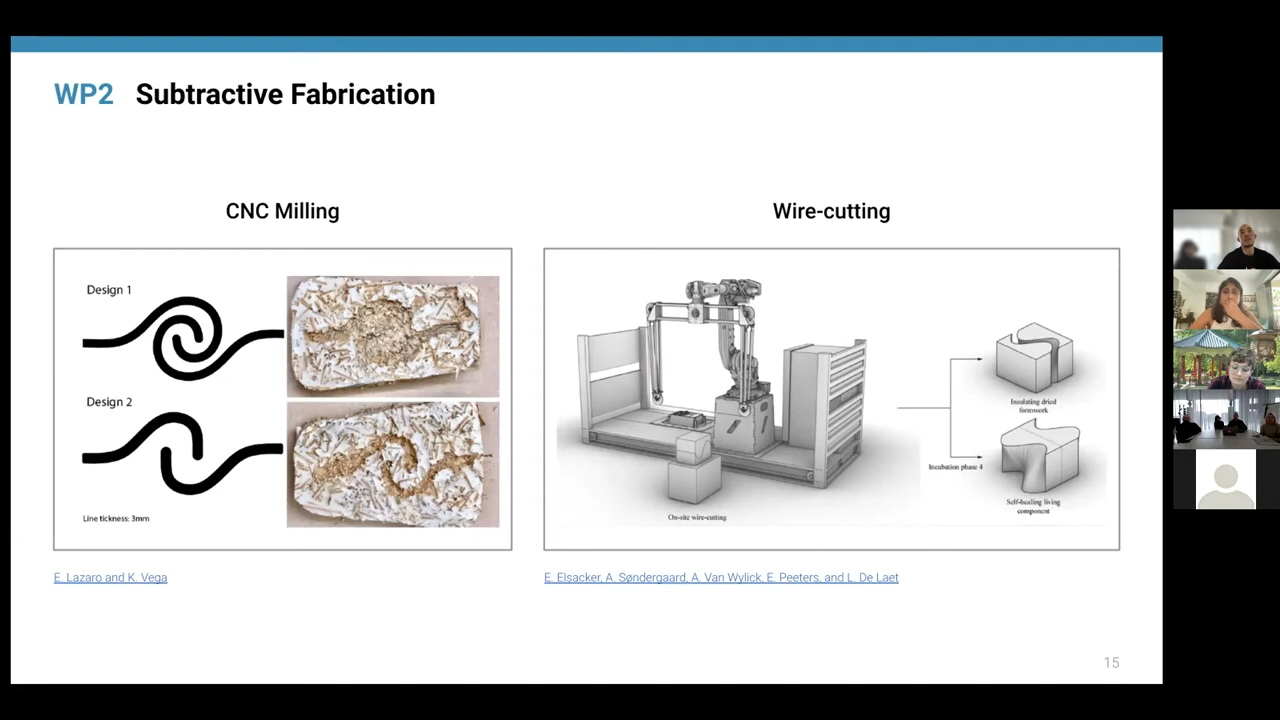 WP2 Subtractive Fabrication
CNC Milling
Wire-cutting
Design 1
Design 2
Line tickness: 3mm
On-site wire-cutting
Insulating dried
formwork
Incubation phase 4
Self-healing living
component
E. Lazaro and K. Vega
E. Elsacker, A. Søndergaard, A. Van Wylick, E. Peeters, and L. De Laet
15